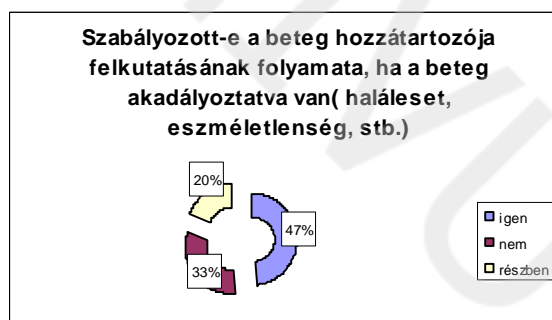 Szabályozott-e a beteg hozzátartozója
felkutatásának folyamata, ha a beteg
akadályoztatva van( haláleset,
eszméletlenség, stb.)
20%
47%
33%
igen
nem
részben